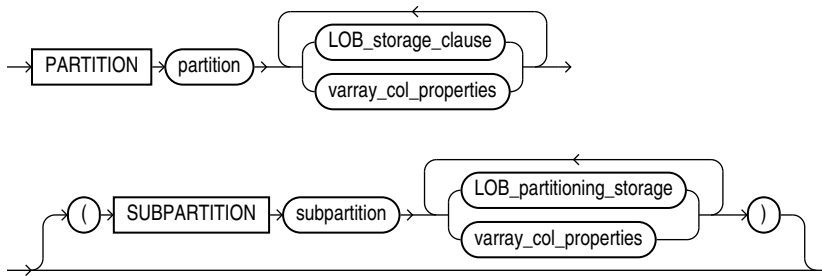 LOB_storage_clause
PARTITION partition
varray_col_properties
LOB_partitioning_storage
( SUBPARTITION subpartition )
varray_col_properties